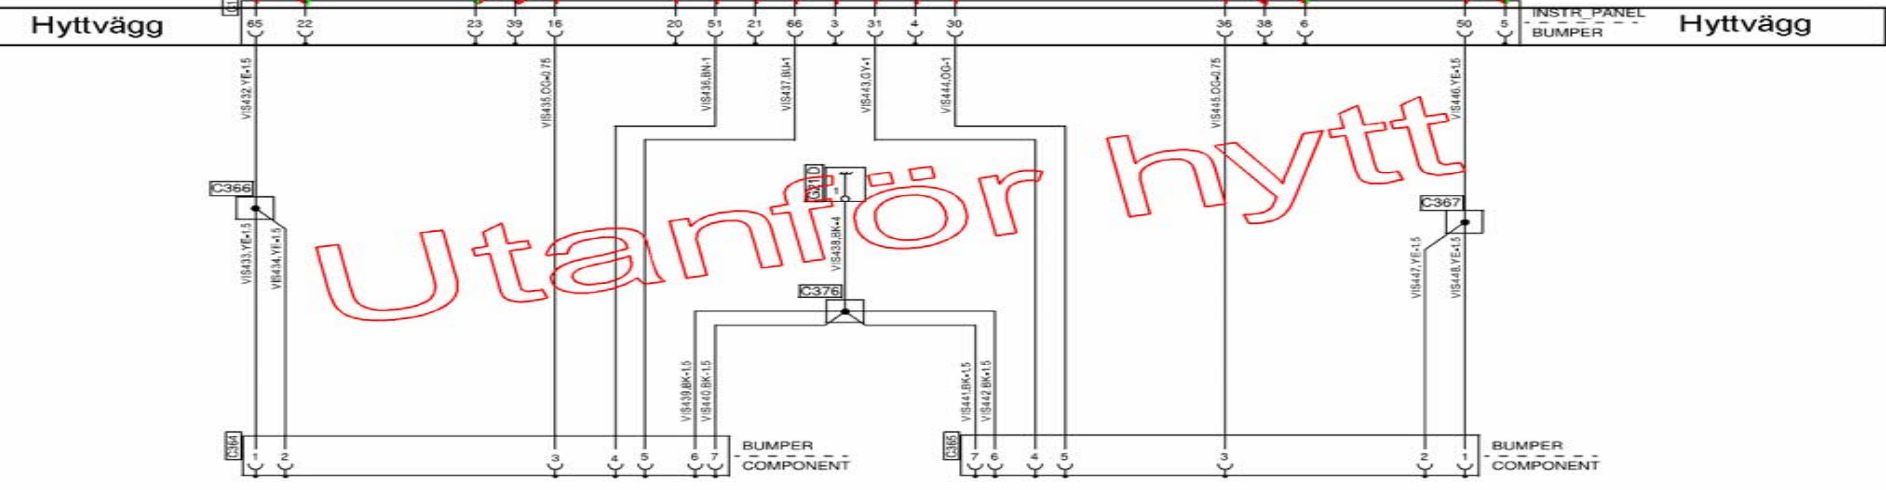 Hyttvägg
65 22 23 39 16 20 51 21 66 3 31 4 30 36 38 6 50 5
INSTR_PANEL
BUMPER
Hyttvägg
VIS432,YE-1.5
VIS435,OG-0.75
VIS436,BN-1
VIS437,BU-1
VIS443,GY-1
VIS444,OG-1
VIS445,OG-0.75
VIS446,YE-1.5
Utanför hytt
C366
C367
VIS433,YE-1.5
VIS434,YE-1.5
VIS438,BK-4
VIS447,YE-1.5
VIS448,YE-1.5
C376
VIS439,BK-1.5
VIS440,BK-1.5
VIS441,BK-1.5
VIS442,BK-1.5
C364
1 2 3 4 5 6 7
BUMPER
COMPONENT
C365
7 6 4 5 3 2 1
BUMPER
COMPONENT